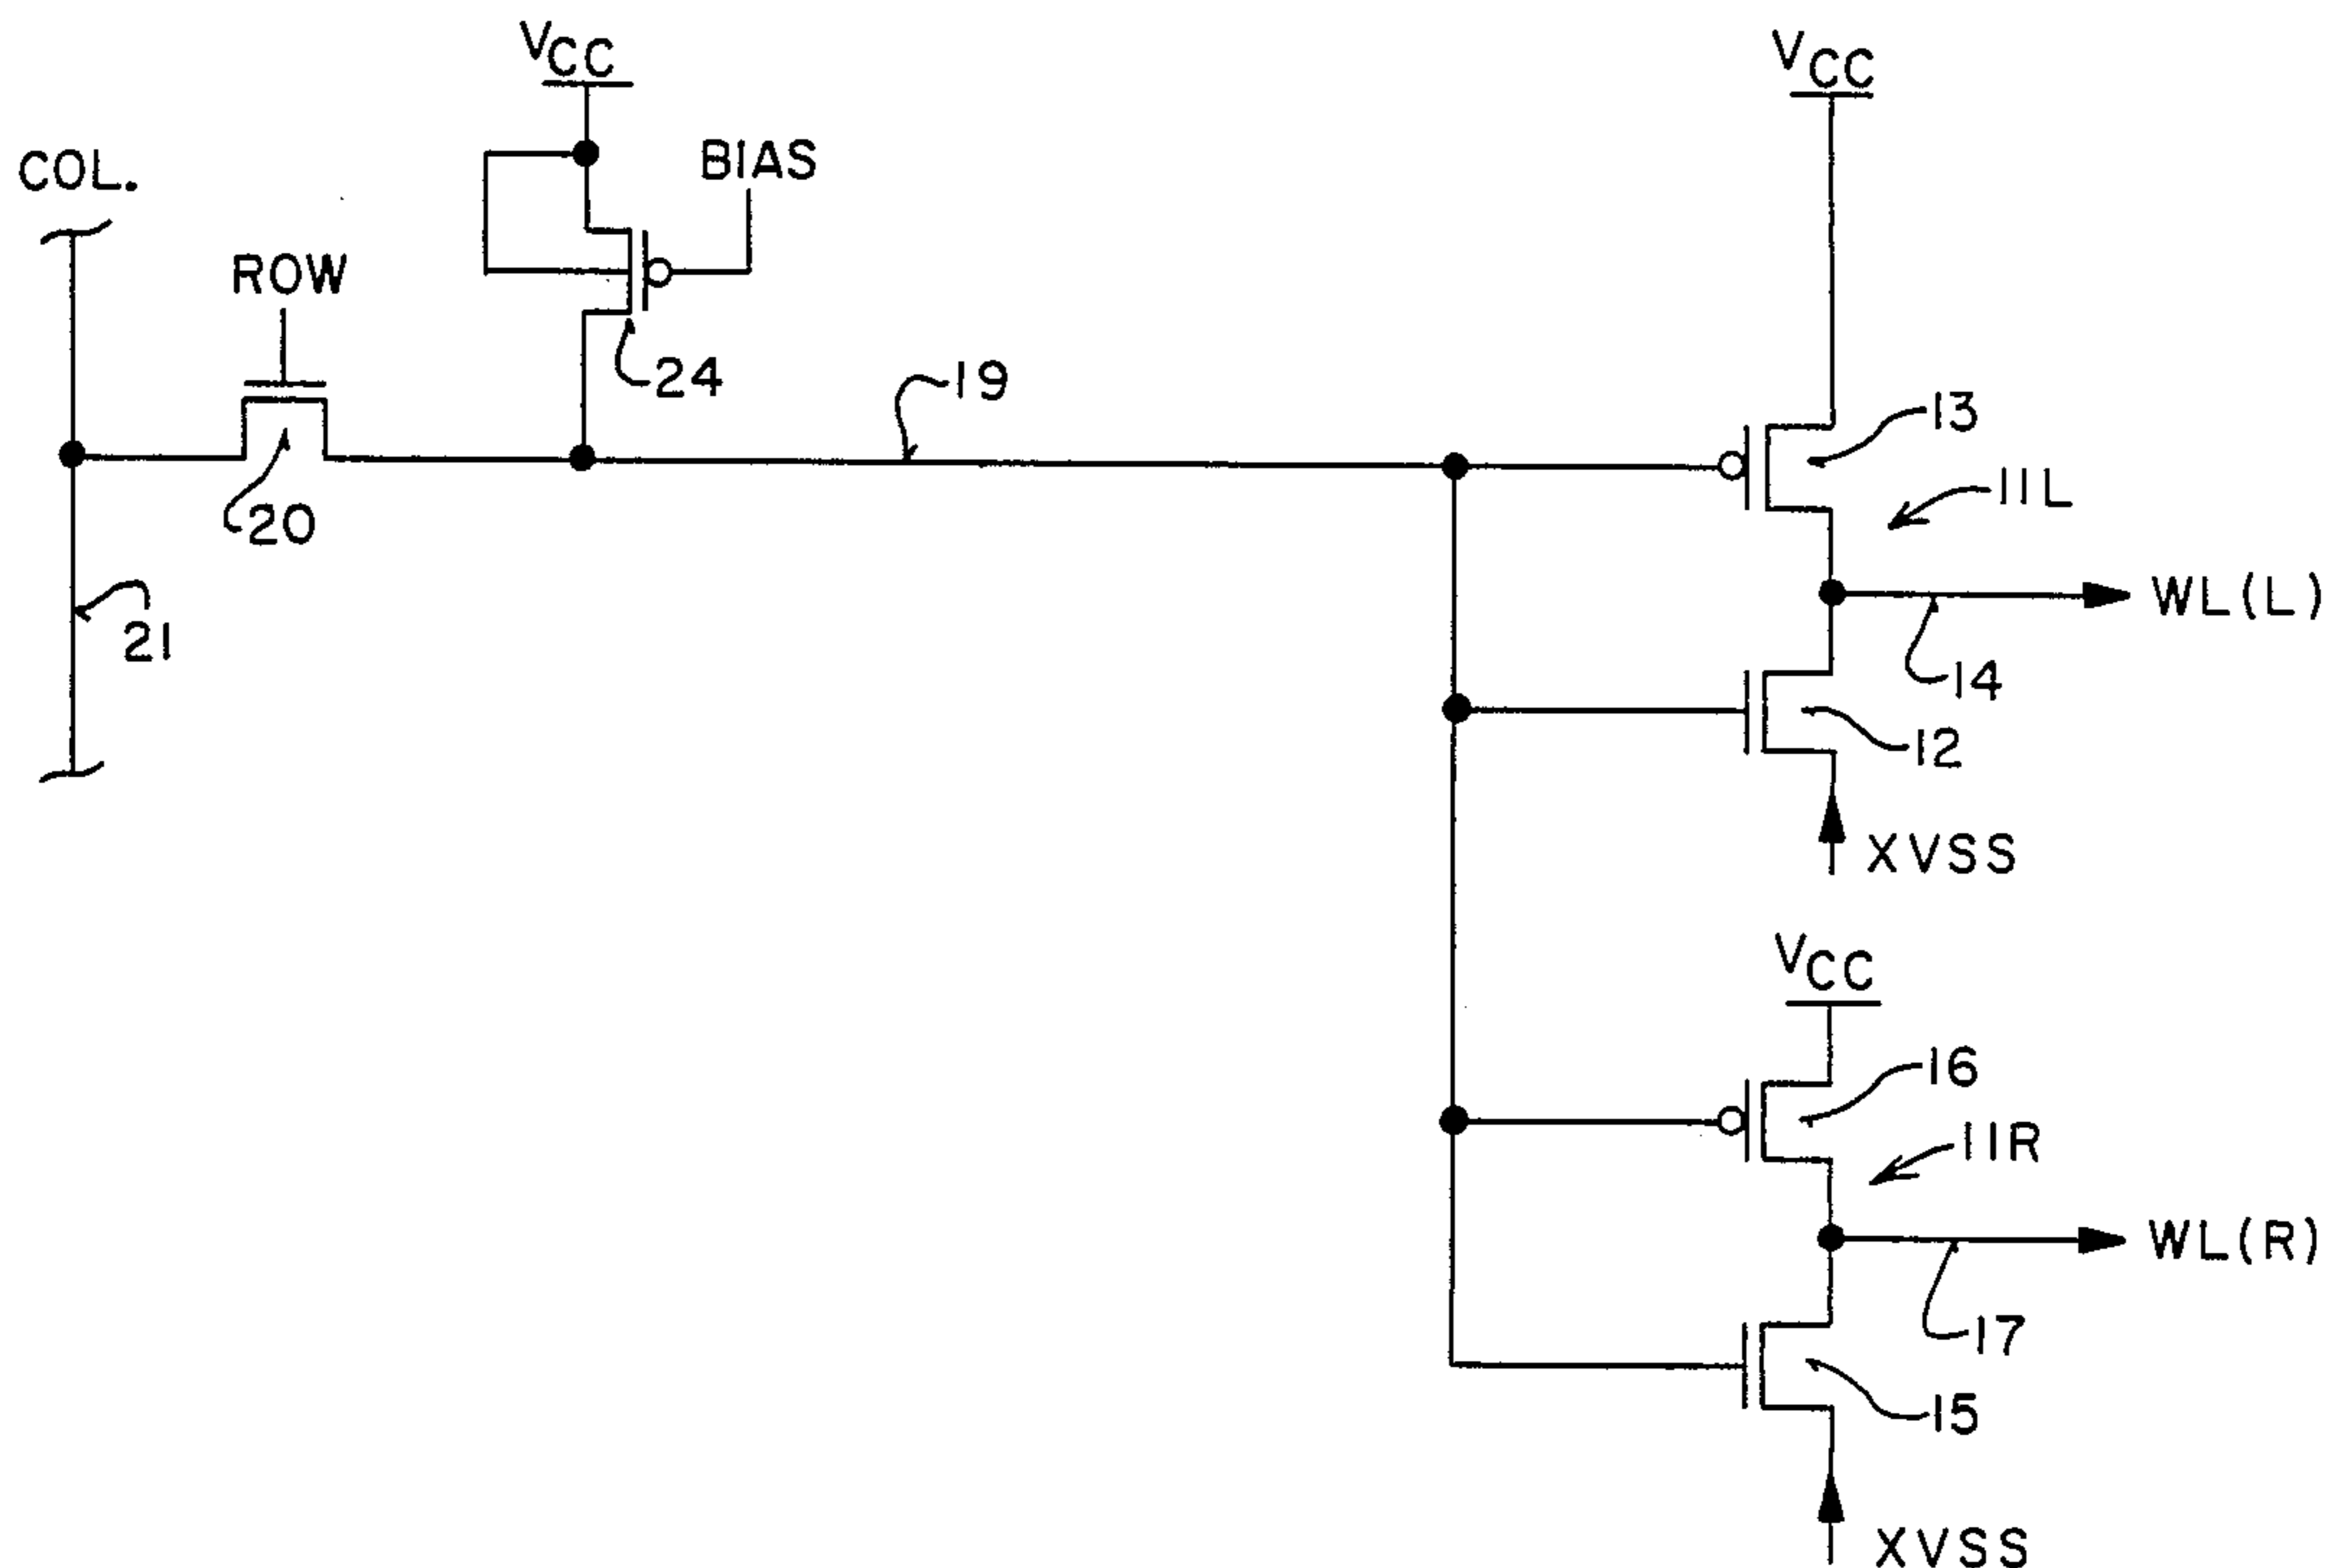 VCC
VCC
COL.
BIAS
ROW
24
19
13
11L
20
WL(L)
21
14
12
XVSS
VCC
16
11R
WL(R)
17
15
XVSS